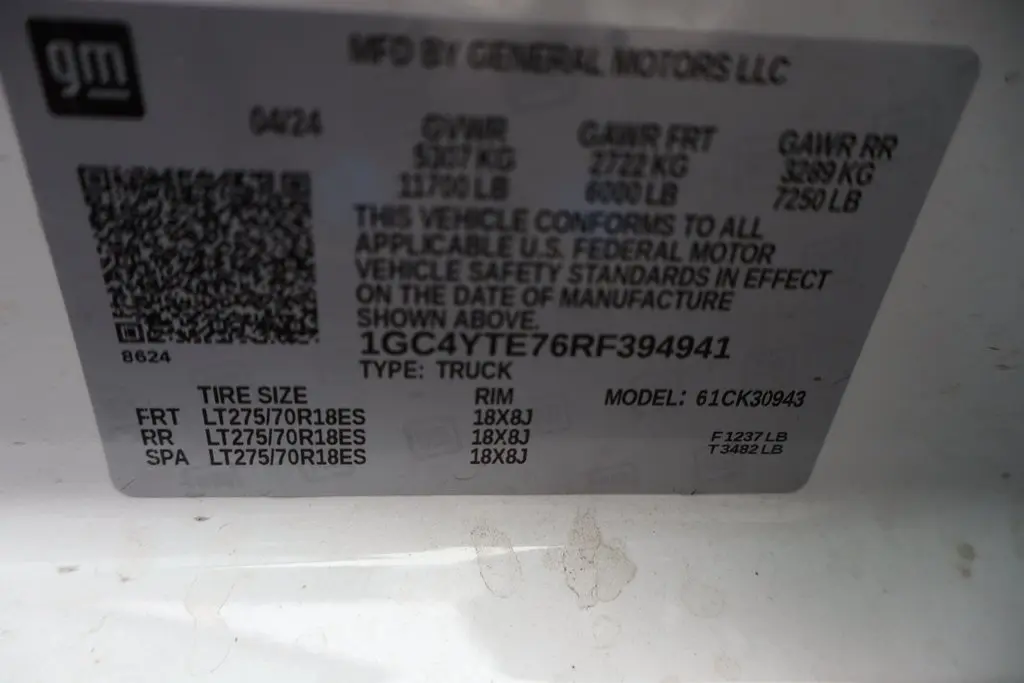 gm
MFD BY GENERAL MOTORS LLC
04/24
GVWR GAWR FRT GAWR RR
5307 KG 2722 KG 3289 KG
11700 LB 6000 LB 7250 LB
THIS VEHICLE CONFORMS TO ALL
APPLICABLE U.S. FEDERAL MOTOR
VEHICLE SAFETY STANDARDS IN EFFECT
ON THE DATE OF MANUFACTURE
SHOWN ABOVE.
1GC4YTE76RF394941
8624
TYPE: TRUCK
TIRE SIZE RIM MODEL: 61CK30943
FRT LT275/70R18ES 18X8J
RR LT275/70R18ES 18X8J
SPA LT275/70R18ES 18X8J
F 1237 LB
T 3482 LB